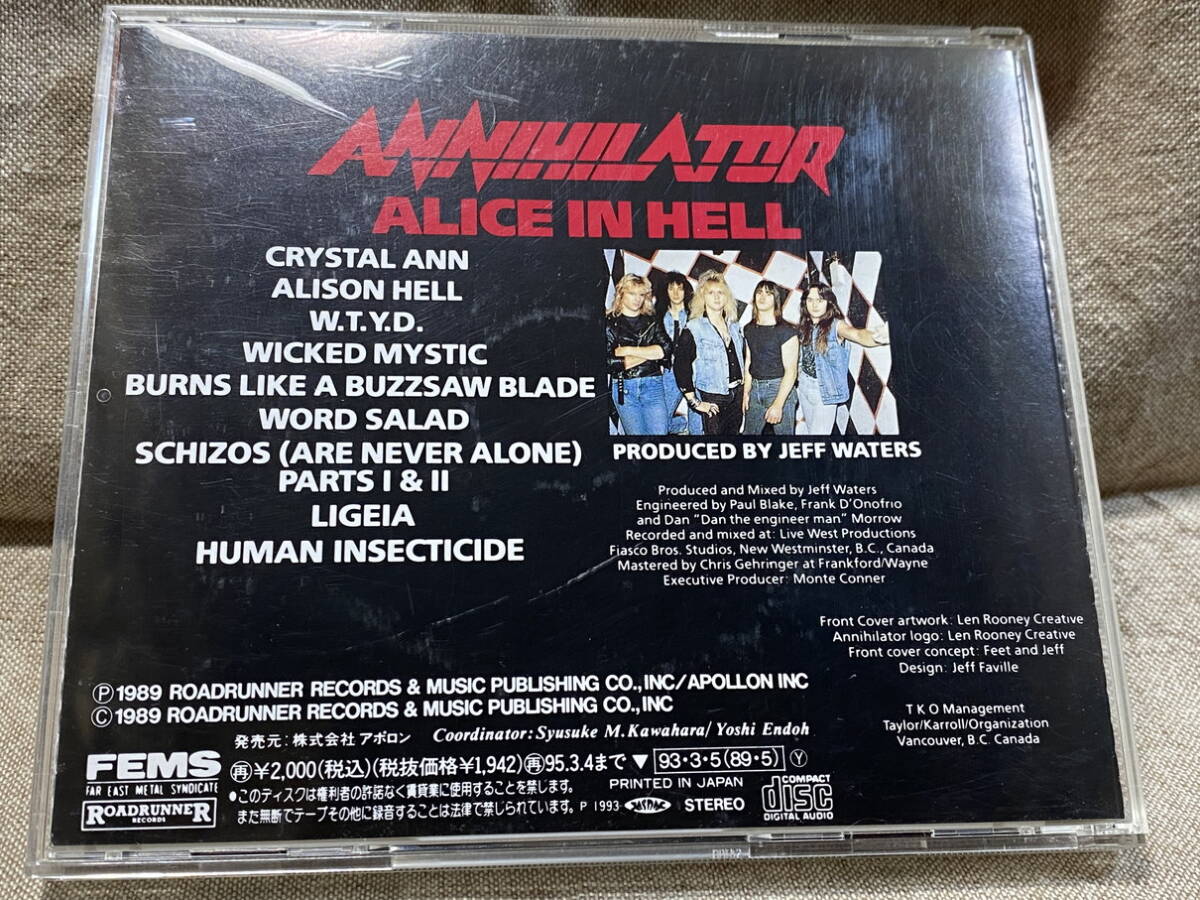 ANNIHILATOR
ALICE IN HELL
CRYSTAL ANN
ALISON HELL
W.T.Y.D.
WICKED MYSTIC
BURNS LIKE A BUZZSAW BLADE
WORD SALAD
SCHIZOS (ARE NEVER ALONE)
PARTS I & II
LIGEIA
HUMAN INSECTICIDE
PRODUCED BY JEFF WATERS
Produced and Mixed by Jeff Waters
Engineered by Paul Blake, Frank D'Onofrio
and Dan "Dan the engineer man" Morrow
Recorded and mixed at: Live West Productions
Fiasco Bros. Studios, New Westminster, B.C., Canada
Mastered by Chris Gehringer at Frankford/Wayne
Executive Producer: Monte Conner
Front Cover artwork: Len Rooney Creative
Annihilator logo: Len Rooney Creative
Front cover concept: Feet and Jeff
Design: Jeff Faville
T K O Management
Taylor/Karroll/Organization
Vancouver, B.C. Canada
Ⓟ1989 ROADRUNNER RECORDS & MUSIC PUBLISHING CO., INC/APOLLON INC
Ⓒ1989 ROADRUNNER RECORDS & MUSIC PUBLISHING CO., INC
発売元:株式会社 アポロン Coordinator: Syusuke M. Kawahara/ Yoshi Endoh
FEMS
FAR EAST METAL SYNDICATE
ROADRUNNER
RECORDS
㊢¥2,000(税込)(税抜価格¥1,942)㊢95.3.4まで▼ 93·3·5(89·5) Ⓨ
●このディスクは権利者の許諾なく賃貸業に使用することを禁じます。
また無断でテープその他に録音することは法律で禁じられています。 P 1993
PRINTED IN JAPAN
STEREO
COMPACT
disc
DIGITAL AUDIO